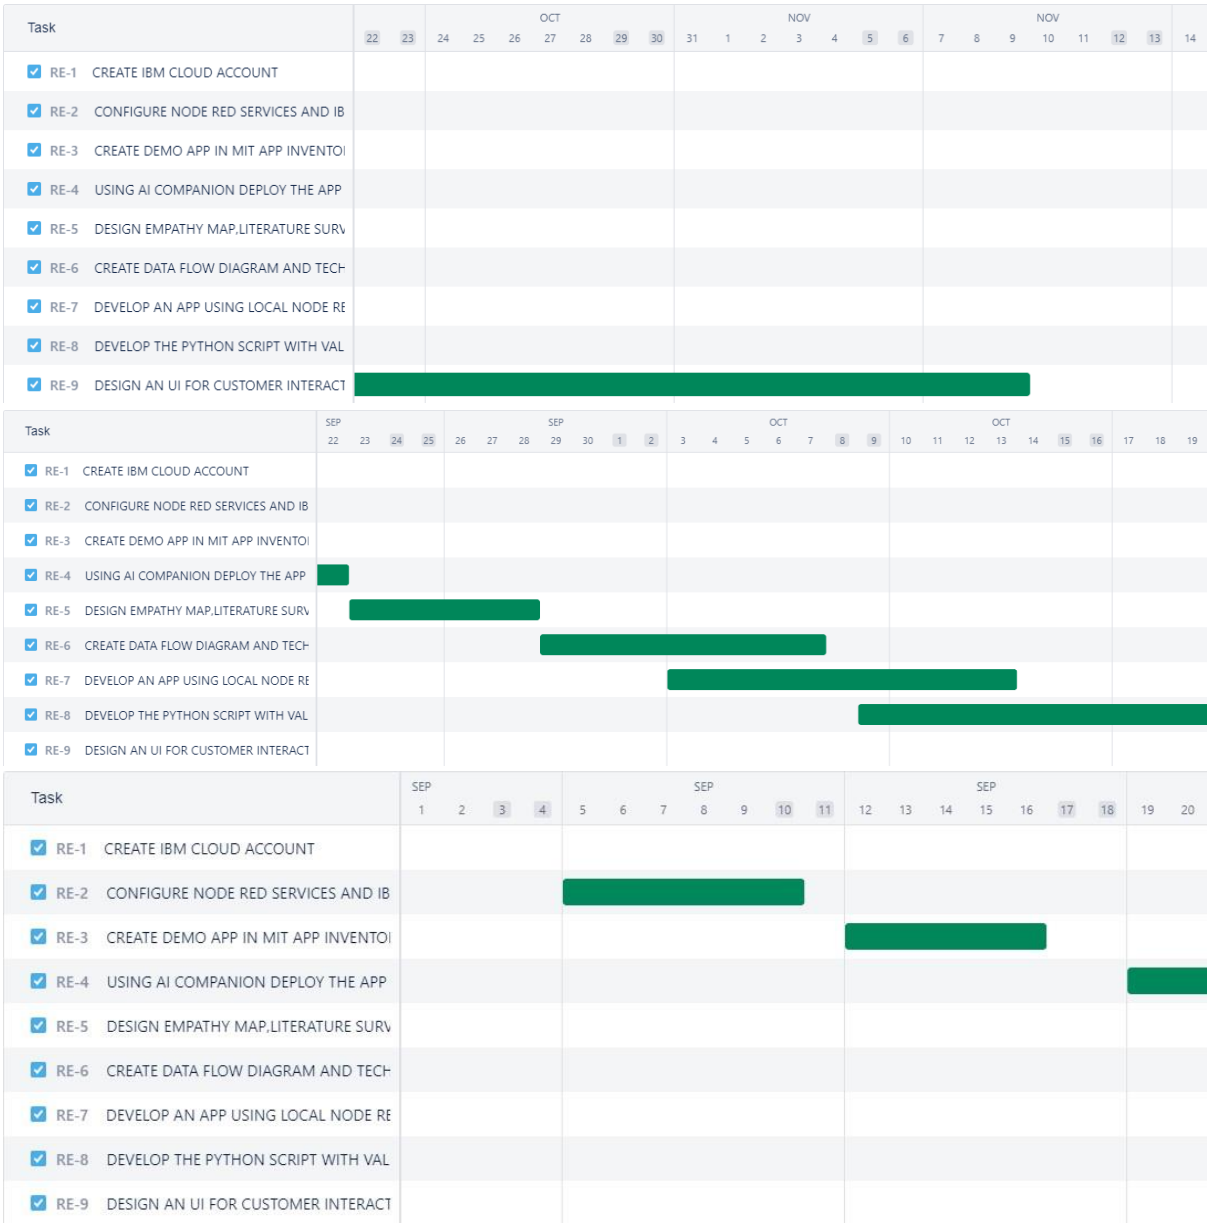 Task
OCT NOV NOV
22 23 24 25 26 27 28 29 30 31 1 2 3 4 5 6 7 8 9 10 11 12 13 14
RE-1 CREATE IBM CLOUD ACCOUNT
RE-2 CONFIGURE NODE RED SERVICES AND IB
RE-3 CREATE DEMO APP IN MIT APP INVENTO
RE-4 USING AI COMPANION DEPLOY THE APP
RE-5 DESIGN EMPATHY MAP,LITERATURE SURV
RE-6 CREATE DATA FLOW DIAGRAM AND TECH
RE-7 DEVELOP AN APP USING LOCAL NODE RE
RE-8 DEVELOP THE PYTHON SCRIPT WITH VAL
RE-9 DESIGN AN UI FOR CUSTOMER INTERACT
Task
SEP SEP OCT OCT
22 23 24 25 26 27 28 29 30 1 2 3 4 5 6 7 8 9 10 11 12 13 14 15 16 17 18 19
RE-1 CREATE IBM CLOUD ACCOUNT
RE-2 CONFIGURE NODE RED SERVICES AND IB
RE-3 CREATE DEMO APP IN MIT APP INVENTO
RE-4 USING AI COMPANION DEPLOY THE APP
RE-5 DESIGN EMPATHY MAP,LITERATURE SURV
RE-6 CREATE DATA FLOW DIAGRAM AND TECH
RE-7 DEVELOP AN APP USING LOCAL NODE RE
RE-8 DEVELOP THE PYTHON SCRIPT WITH VAL
RE-9 DESIGN AN UI FOR CUSTOMER INTERACT
Task
SEP SEP SEP
1 2 3 4 5 6 7 8 9 10 11 12 13 14 15 16 17 18 19 20
RE-1 CREATE IBM CLOUD ACCOUNT
RE-2 CONFIGURE NODE RED SERVICES AND IB
RE-3 CREATE DEMO APP IN MIT APP INVENTO
RE-4 USING AI COMPANION DEPLOY THE APP
RE-5 DESIGN EMPATHY MAP,LITERATURE SURV
RE-6 CREATE DATA FLOW DIAGRAM AND TECH
RE-7 DEVELOP AN APP USING LOCAL NODE RE
RE-8 DEVELOP THE PYTHON SCRIPT WITH VAL
RE-9 DESIGN AN UI FOR CUSTOMER INTERACT